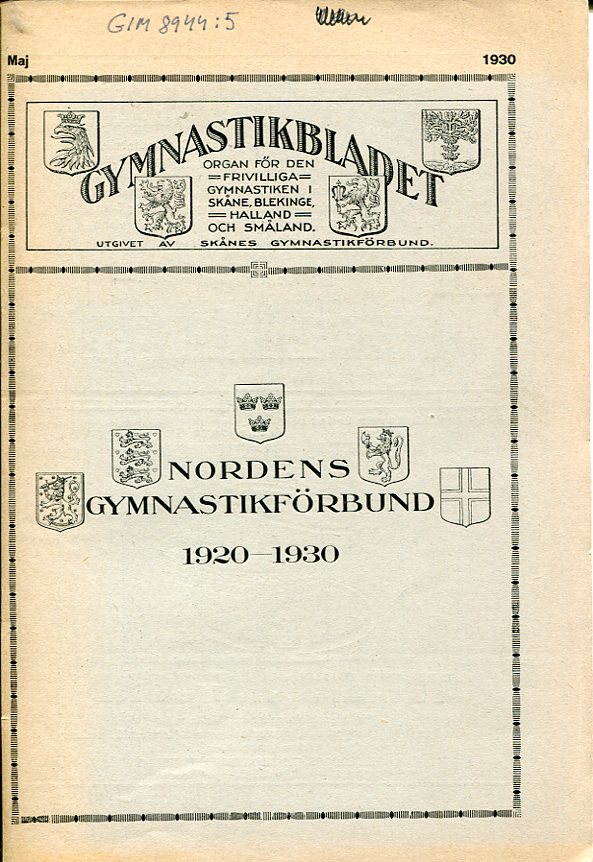 GIM 8944:5
Maj 1930
GYMNASTIKBLADET
ORGAN FÖR DEN
FRIVILLIGA
GYMNASTIKEN I
SKÅNE, BLEKINGE,
HALLAND
OCH SMÅLAND.
UTGIVET AV SKÅNES GYMNASTIKFÖRBUND.
NORDENS
GYMNASTIKFÖRBUND
1920—1930